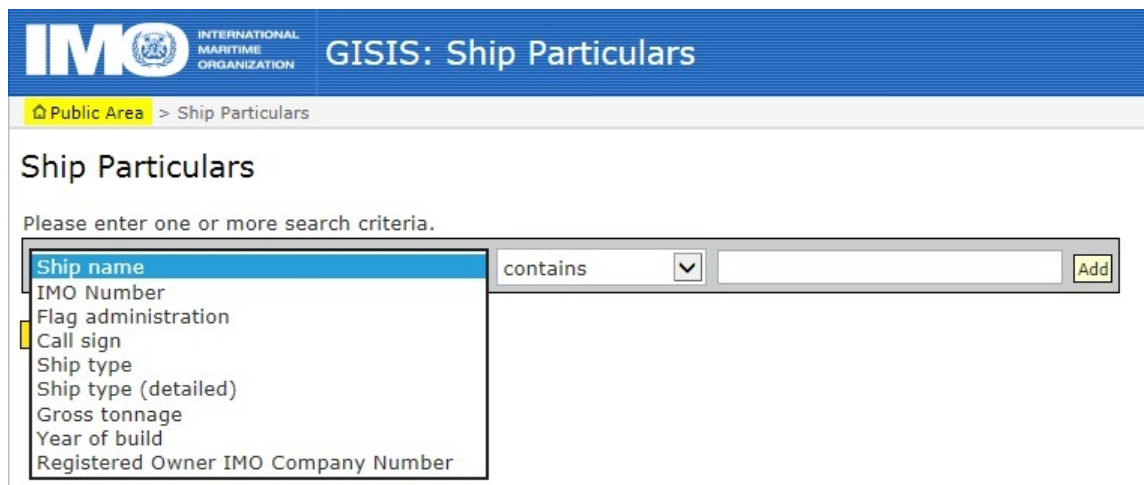 IMO INTERNATIONAL
MARITIME
ORGANIZATION
GISIS: Ship Particulars
Public Area > Ship Particulars
Ship Particulars
Please enter one or more search criteria.
Ship name
contains
Add
IMO Number
Flag administration
Call sign
Ship type
Ship type (detailed)
Gross tonnage
Year of build
Registered Owner IMO Company Number